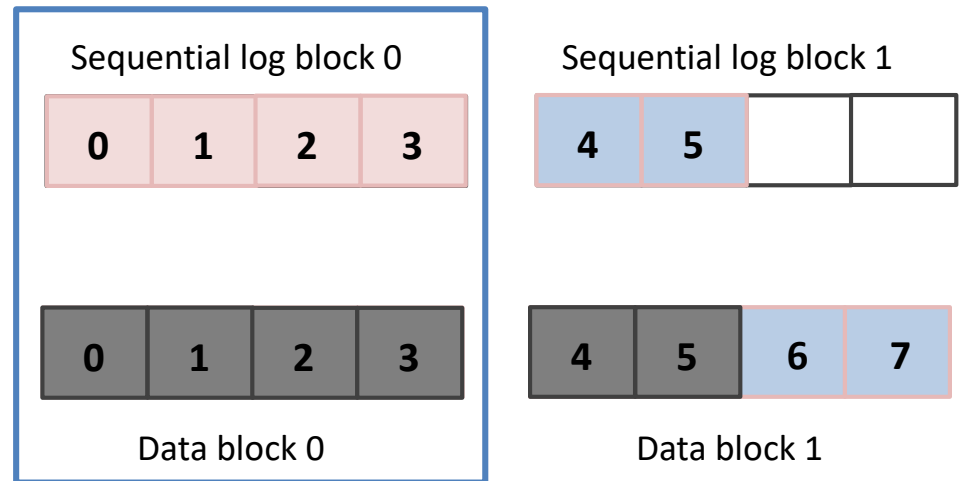 Sequential log block 0
0 1 2 3
0 1 2 3
Data block 0
Sequential log block 1
4 5
4 5 6 7
Data block 1